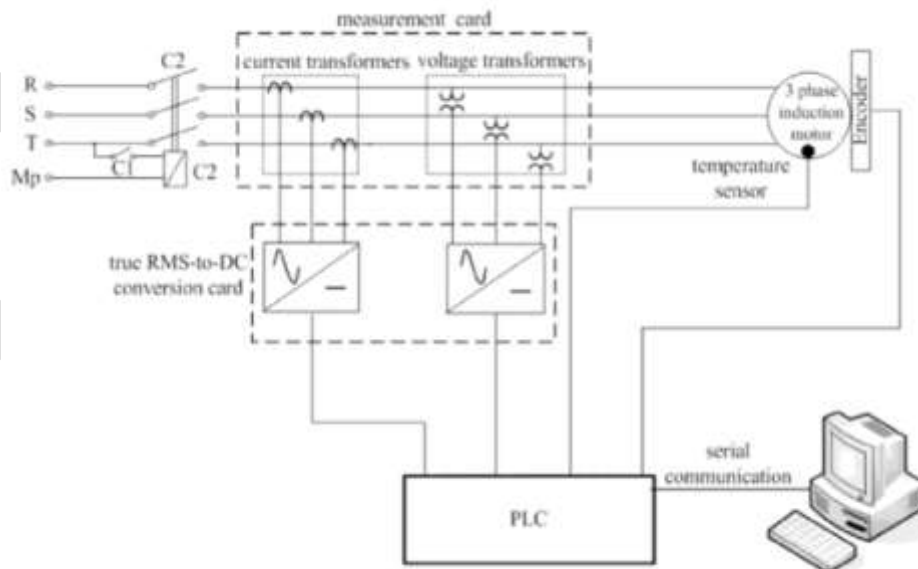 measurement card
C2
current transformers
voltage transformers
R
S
T
C1
Mp
C2
3 phase
induction
motor
Encoder
temperature
sensor
true RMS-to-DC
conversion card
serial
communication
PLC